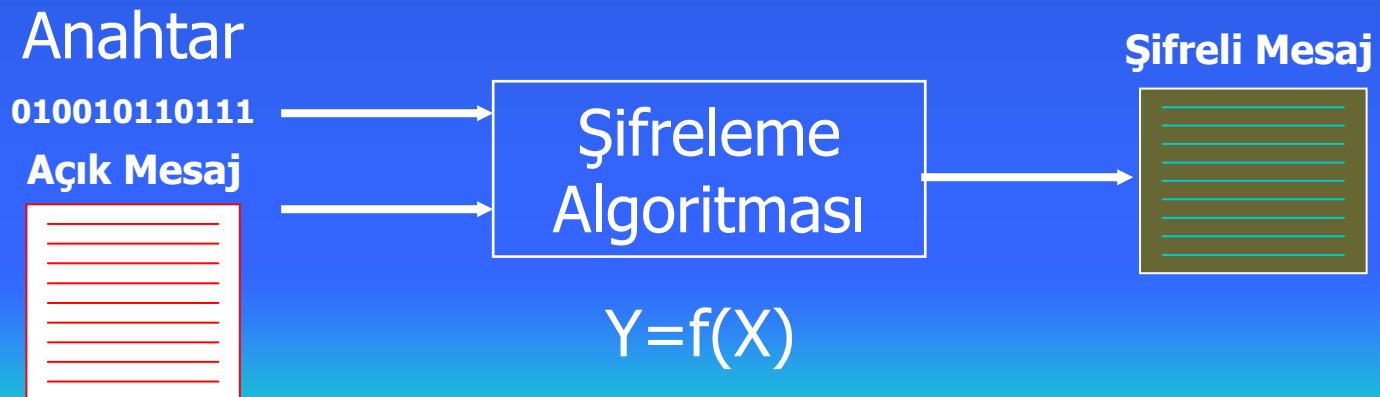 Anahtar
010010110111
Açık Mesaj
Şifreleme
Algoritması
Y=f(X)
Şifreli Mesaj